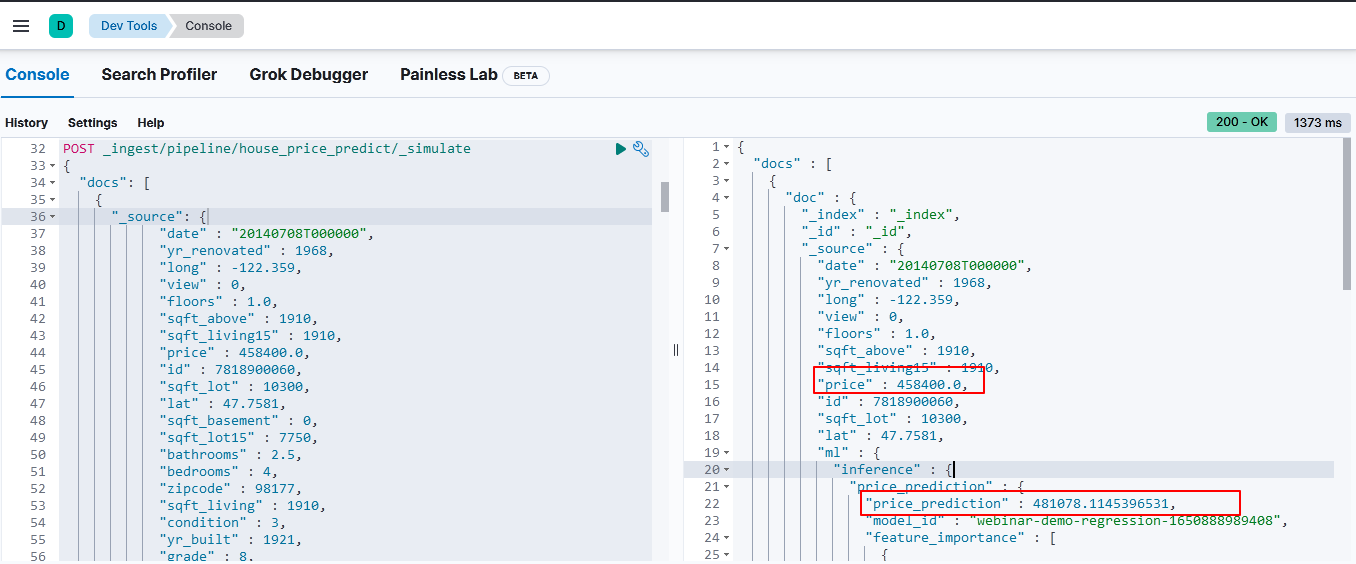 D Dev Tools Console
Console Search Profiler Grok Debugger Painless Lab BETA
History Settings Help 200 - OK 1373 ms
32 POST _ingest/pipeline/house_price_predict/_simulate
33 {
34 "docs": [
35 {
36 "_source": {
37 "date" : "20140708T000000",
38 "yr_renovated" : 1968,
39 "long" : -122.359,
40 "view" : 0,
41 "floors" : 1.0,
42 "sqft_above" : 1910,
43 "sqft_living15" : 1910,
44 "price" : 458400.0,
45 "id" : 7818900060,
46 "sqft_lot" : 10300,
47 "lat" : 47.7581,
48 "sqft_basement" : 0,
49 "sqft_lot15" : 7750,
50 "bathrooms" : 2.5,
51 "bedrooms" : 4,
52 "zipcode" : 98177,
53 "sqft_living" : 1910,
54 "condition" : 3,
55 "yr_built" : 1921,
56 "grade" : 8,
1 {
2 "docs" : [
3 {
4 "doc" : {
5 "_index" : "_index",
6 "_id" : "_id",
7 "_source" : {
8 "date" : "20140708T000000",
9 "yr_renovated" : 1968,
10 "long" : -122.359,
11 "view" : 0,
12 "floors" : 1.0,
13 "sqft_above" : 1910,
14 "sqft_living15" : 1910,
15 "price" : 458400.0,
16 "id" : 7818900060,
17 "sqft_lot" : 10300,
18 "lat" : 47.7581,
19 "ml" : {
20 "inference" : {
21 "price_prediction" : {
22 "price_prediction" : 481078.1145396531,
23 "model_id" : "webinar-demo-regression-1650888989408",
24 "feature_importance" : [
25 {